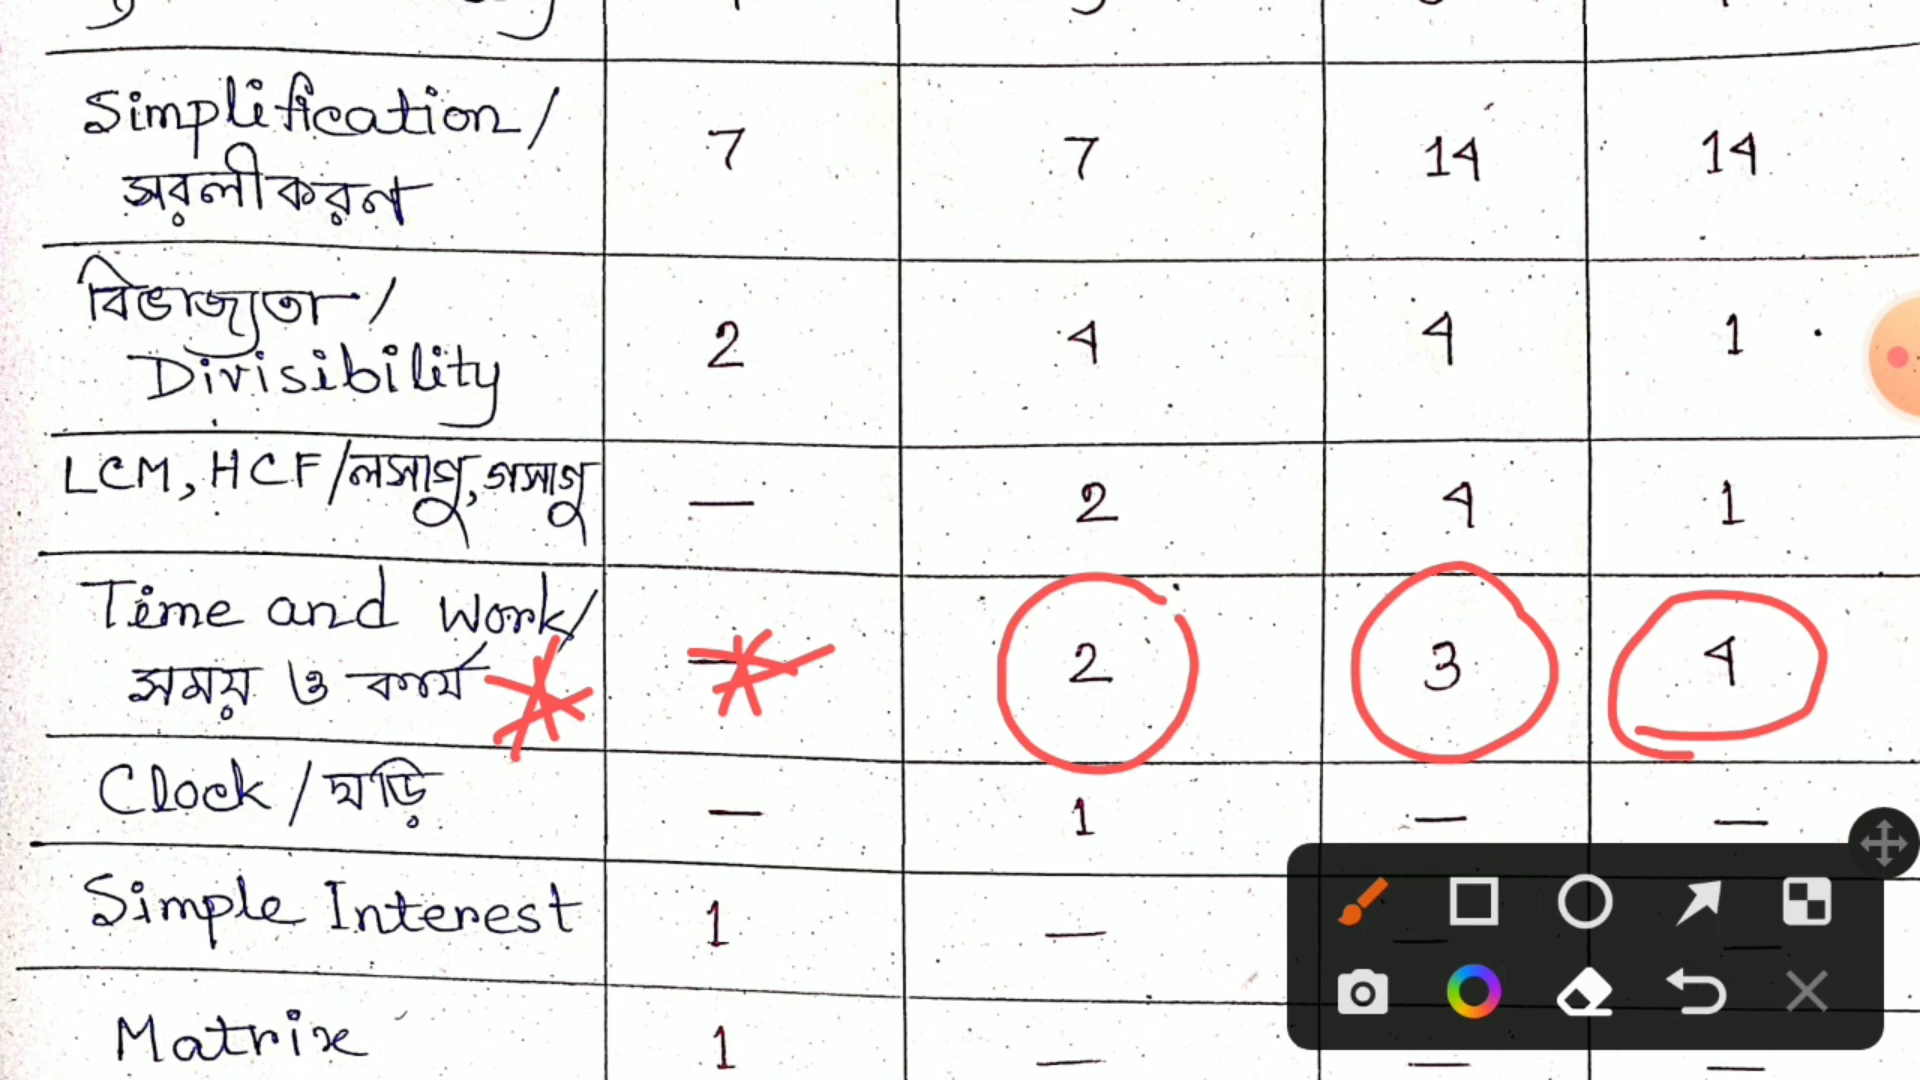 Simplification /
সরলীকরণ 7 7 14 14
বিভাজ্যতা /
Divisibility 2 4 4 1
LCM, HCF/লসাগু, গসাগু — 2 4 1
Time and Work/
সময় ও কার্য — 2 3 4
Clock / ঘড়ি — 1 — —
Simple Interest 1 — — —
Matrix 1 — — —